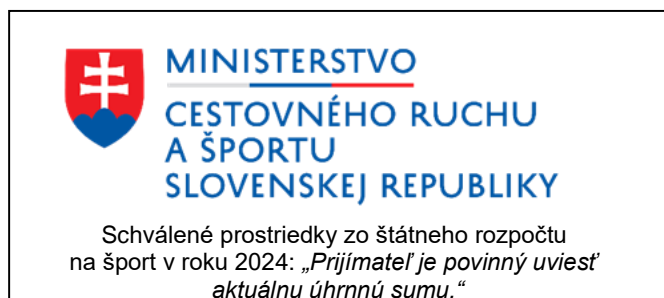 MINISTERSTVO
CESTOVNÉHO RUCHU
A ŠPORTU
SLOVENSKEJ REPUBLIKY
Schválené prostriedky zo štátneho rozpočtu
na šport v roku 2024: „Prijímateľ je povinný uviesť
aktuálnu úhrnnú sumu.“